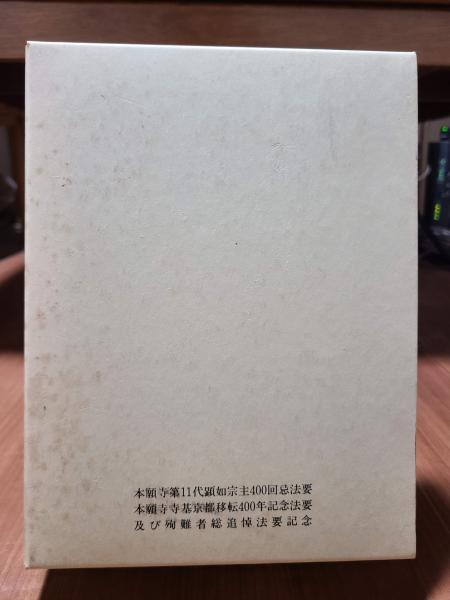 本願寺第11代顕如宗主400回忌法要
本願寺寺基京都移転400年記念法要
及び殉難者総追悼法要記念